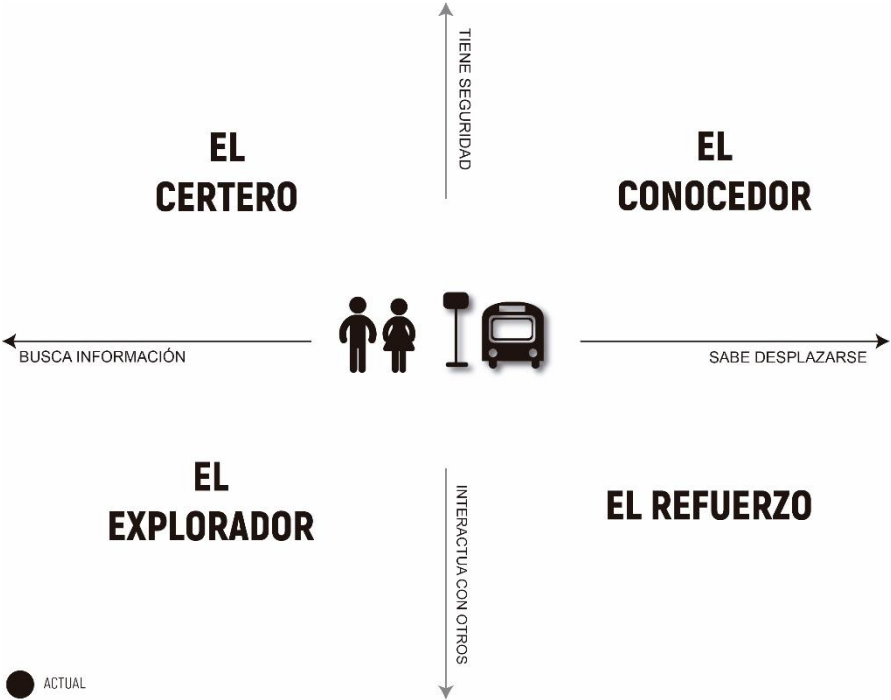 TIENE SEGURIDAD
EL
CERTERO
EL
CONOCEDOR
BUSCA INFORMACIÓN
SABE DESPLAZARSE
EL
EXPLORADOR
EL REFUERZO
INTERACTUA CON OTROS
ACTUAL